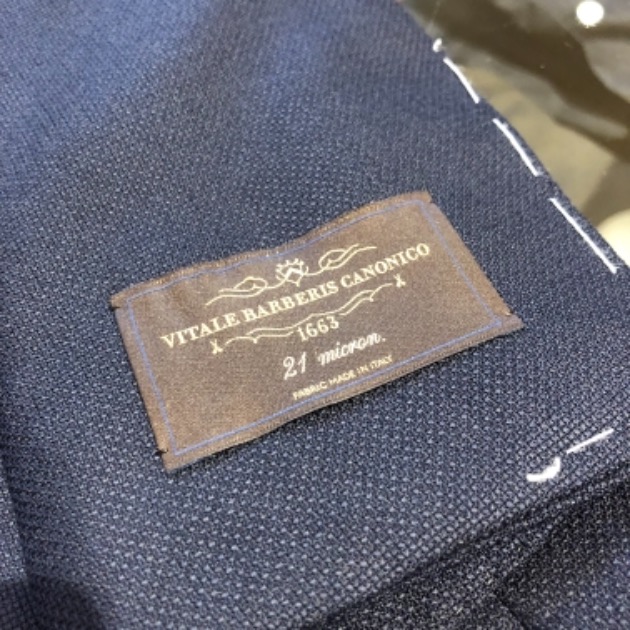 VITALE BARBERIS CANONICO
1663
21 micron.
FABRIC MADE IN ITALY